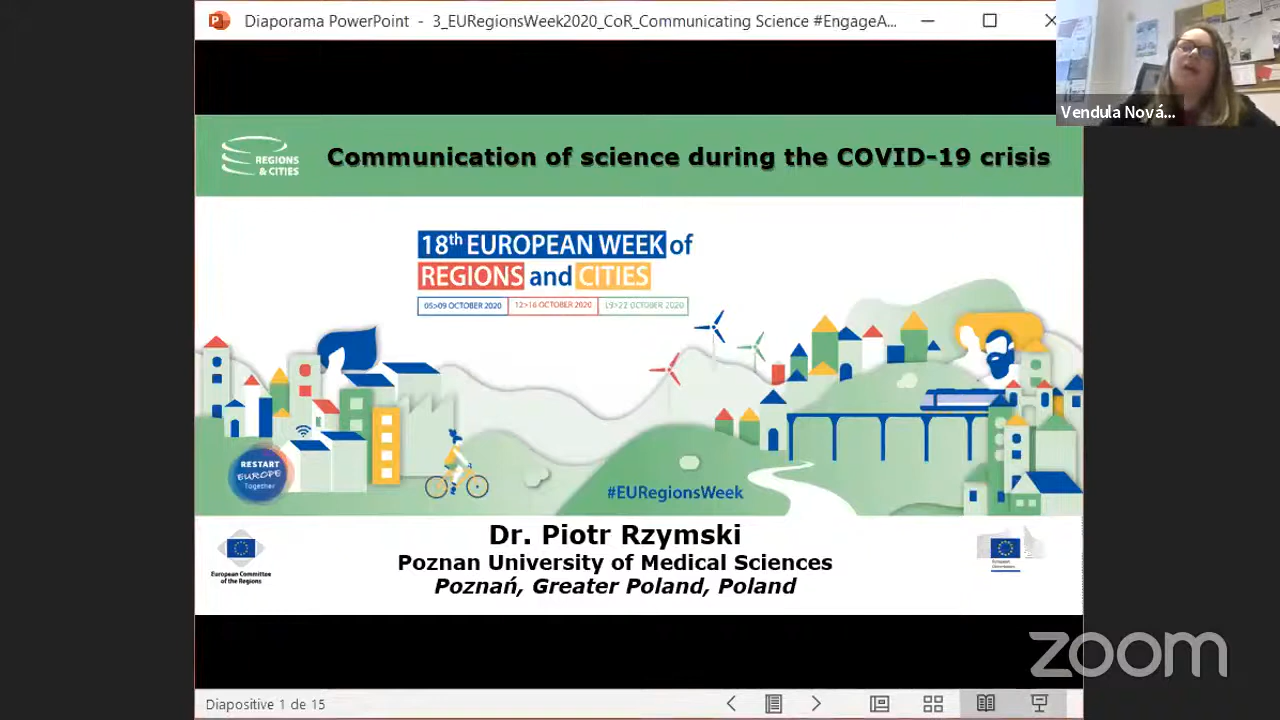 Diaporama PowerPoint - 3_EURegionsWeek2020_CoR_Communicating Science #EngageA...
Vendula Nová...
REGIONS
& CITIES
Communication of science during the COVID-19 crisis
18th EUROPEAN WEEK of
REGIONS and CITIES
05>09 OCTOBER 2020 12>16 OCTOBER 2020 19>22 OCTOBER 2020
RESTART
EUROPE
Together
#EURegionsWeek
Dr. Piotr Rzymski
Poznan University of Medical Sciences
Poznań, Greater Poland, Poland
European Committee
of the Regions
European
Commission
zoom
Diapositive 1 de 15